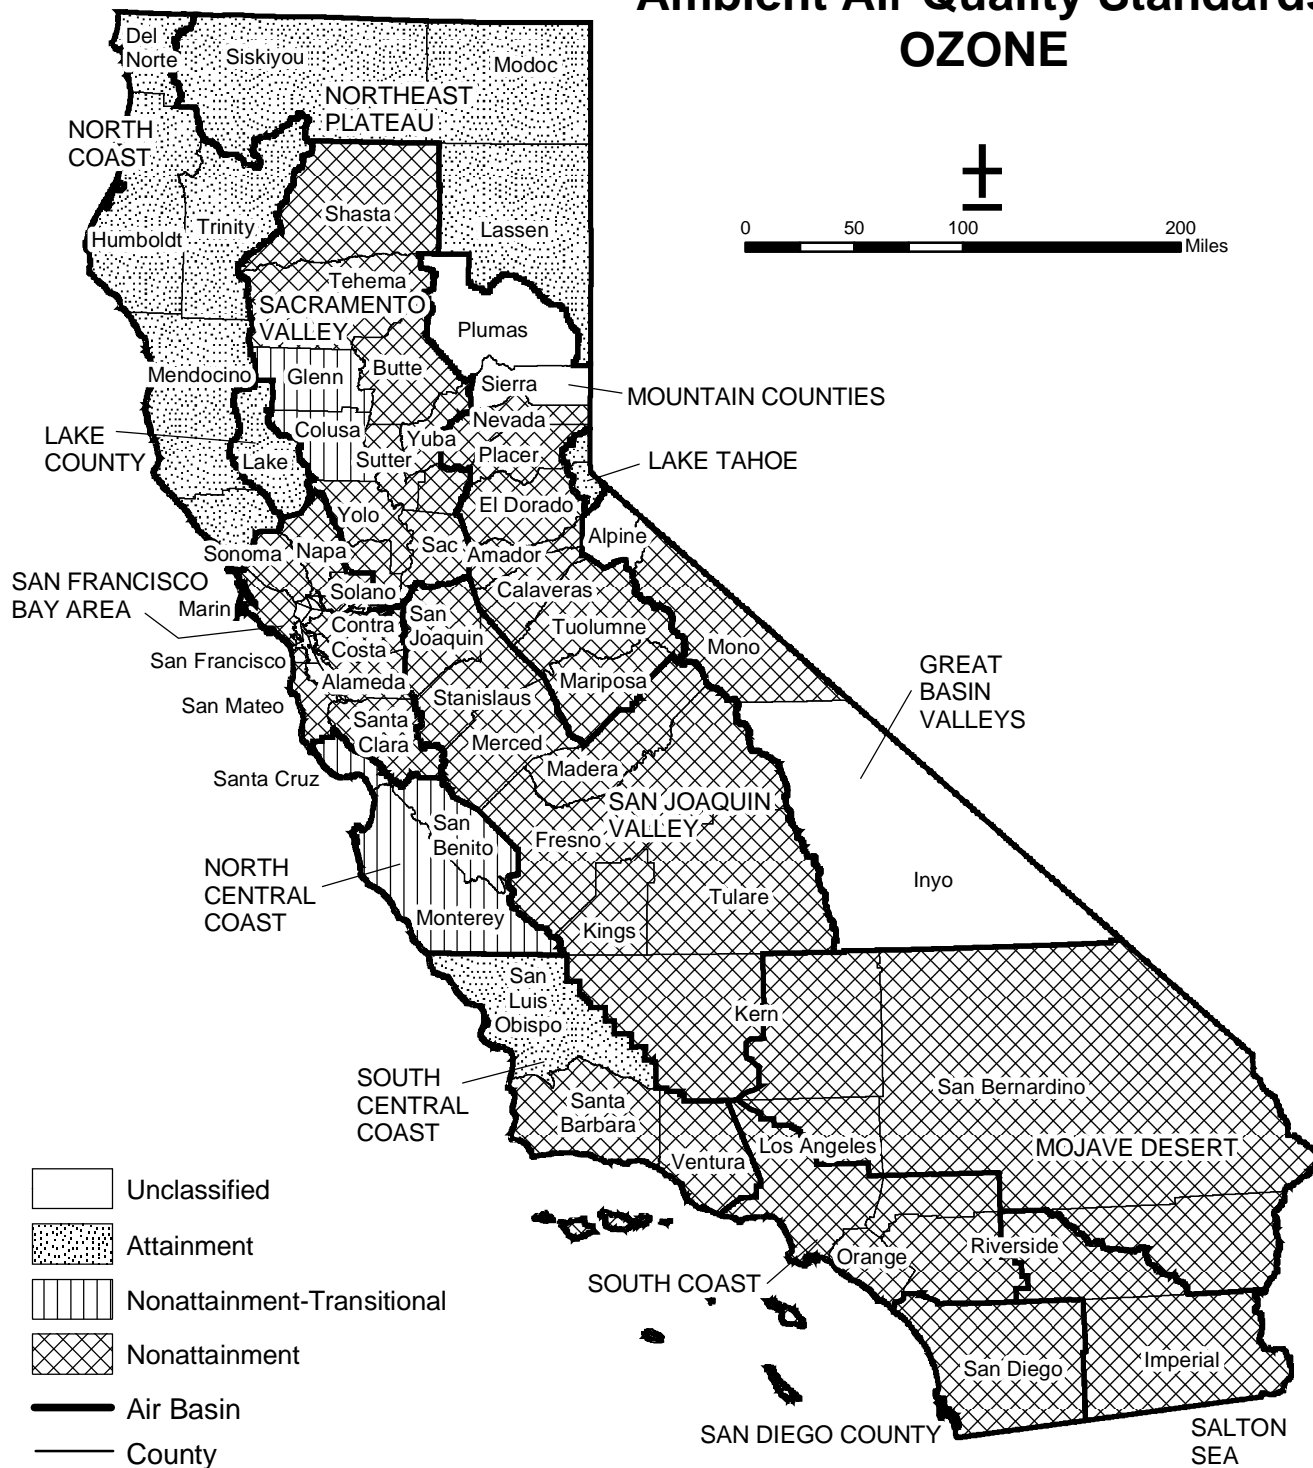 Ambient Air Quality Standards
OZONE
±
0 50 100 200
Miles
Del
Norte
Siskiyou
Modoc
NORTHEAST
PLATEAU
NORTH
COAST
Shasta
Trinity
Humboldt
Lassen
Tehema
SACRAMENTO
VALLEY
Plumas
Mendocino
Glenn
Butte
Sierra
MOUNTAIN COUNTIES
Nevada
Colusa
Yuba
LAKE
COUNTY
Lake
Sutter
Placer
LAKE TAHOE
El Dorado
Yolo
Alpine
Sonoma
Napa
Sac
Amador
SAN FRANCISCO
BAY AREA
Marin
Solano
Calaveras
Contra
Costa
San
Joaquin
Tuolumne
Mono
San Francisco
Alameda
Mariposa
GREAT
BASIN
VALLEYS
San Mateo
Stanislaus
Santa
Clara
Merced
Santa Cruz
Madera
SAN JOAQUIN
VALLEY
San
Benito
Fresno
NORTH
CENTRAL
COAST
Inyo
Tulare
Monterey
Kings
San
Luis
Obispo
Kern
SOUTH
CENTRAL
COAST
San Bernardino
Santa
Barbara
Los Angeles
MOJAVE DESERT
Ventura
Unclassified
Attainment
Nonattainment-Transitional
Nonattainment
Air Basin
County
Orange
Riverside
SOUTH COAST
San Diego
Imperial
SAN DIEGO COUNTY
SALTON
SEA